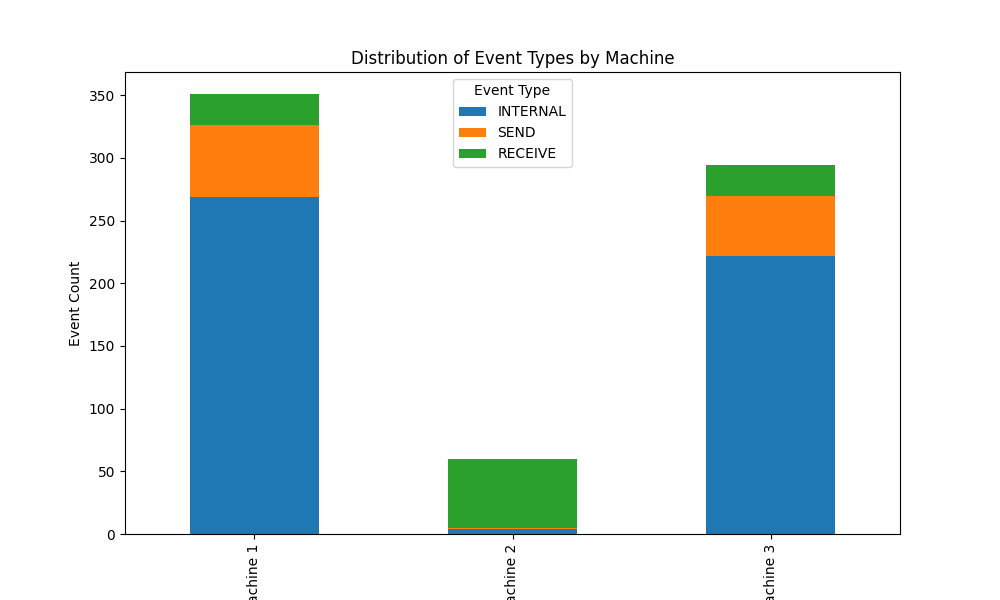 Distribution of Event Types by Machine
Event Type
INTERNAL
SEND
RECEIVE
Event Count
350
300
250
200
150
100
50
0
achine 1
achine 2
achine 3